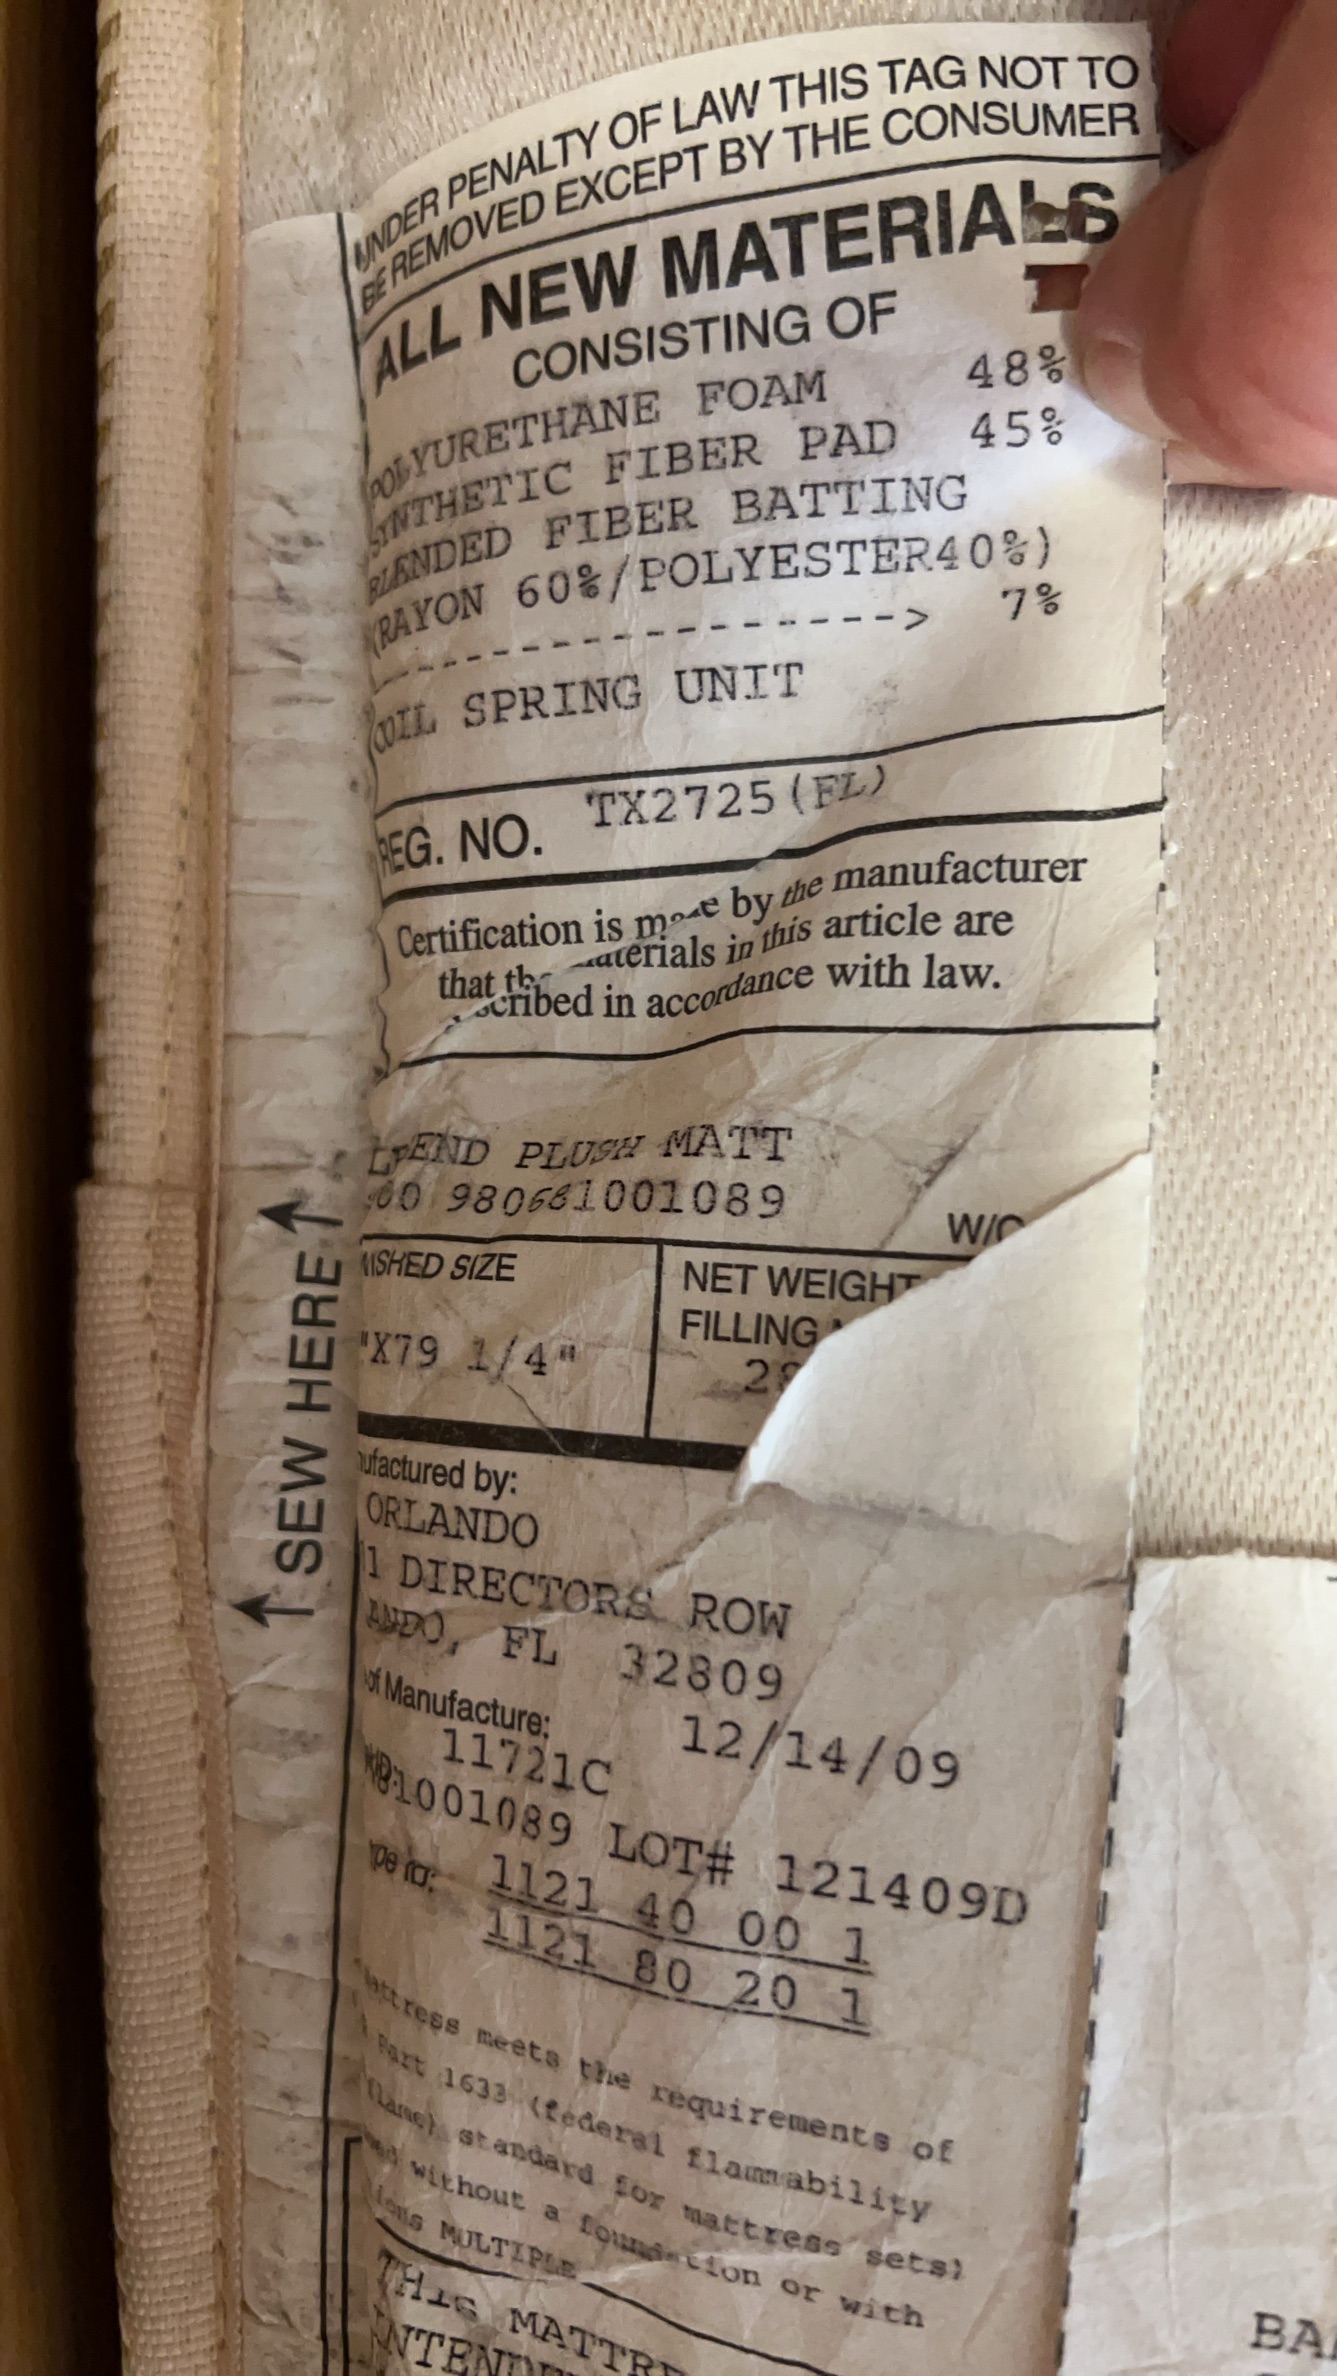 UNDER PENALTY OF LAW THIS TAG NOT TO
BE REMOVED EXCEPT BY THE CONSUMER
ALL NEW MATERIALS
CONSISTING OF
POLYURETHANE FOAM 48%
SYNTHETIC FIBER PAD 45%
BLENDED FIBER BATTING
(RAYON 60%/POLYESTER40%)
-----------------> 7%
COIL SPRING UNIT
REG. NO. TX2725(FL)
Certification is made by the manufacturer
that the materials in this article are
described in accordance with law.
PLUSH MATT
980681001089
W/O
SIZE
NET WEIGHT
FILLING
"X79 1/4"
SEW HERE
by:
ORLANDO
1 DIRECTORS ROW
FL 32809
of Manufacture:
11721C 12/14/09
81001089 LOT# 121409D
no:
1121 40 00 1
1121 80 20 1
mattress meets the requirements of
Part 1633 (federal flammability
standard for mattress sets)
without a foundation or with
MULTIPLE
THIS